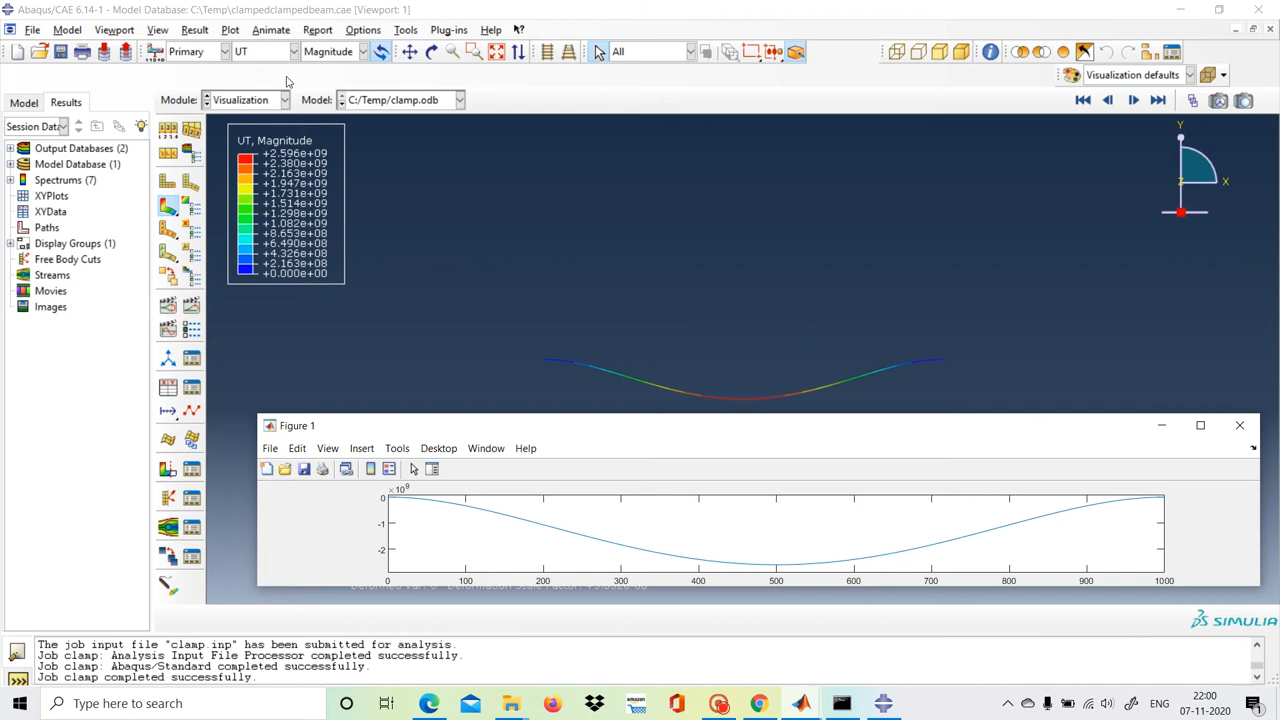 Abaqus/CAE 6.14-1 - Model Database: C:\Temp\clampedclampedbeam.cae [Viewport: 1]
File Model Viewport View Result Plot Animate Report Options Tools Plug-ins Help
Primary UT Magnitude All
Visualization defaults
Model Results Module: Visualization Model: C:/Temp/clamp.odb
Session Data
Output Databases (2)
Model Database (1)
Spectrums (7)
XYPlots
XYData
Paths
Display Groups (1)
Free Body Cuts
Streams
Movies
Images
UT, Magnitude
+2.596e+09
+2.380e+09
+2.163e+09
+1.947e+09
+1.731e+09
+1.514e+09
+1.298e+09
+1.082e+09
+8.653e+08
+6.490e+08
+4.326e+08
+2.163e+08
+0.000e+00
Y
Z X
Figure 1
File Edit View Insert Tools Desktop Window Help
×10^9
0
-1
-2
0 100 200 300 400 500 600 700 800 900 1000
SIMULIA
The job input file "clamp.inp" has been submitted for analysis.
Job clamp: Analysis Input File Processor completed successfully.
Job clamp: Abaqus/Standard completed successfully.
Job clamp completed successfully.
Type here to search
ENG
22:00
07-11-2020